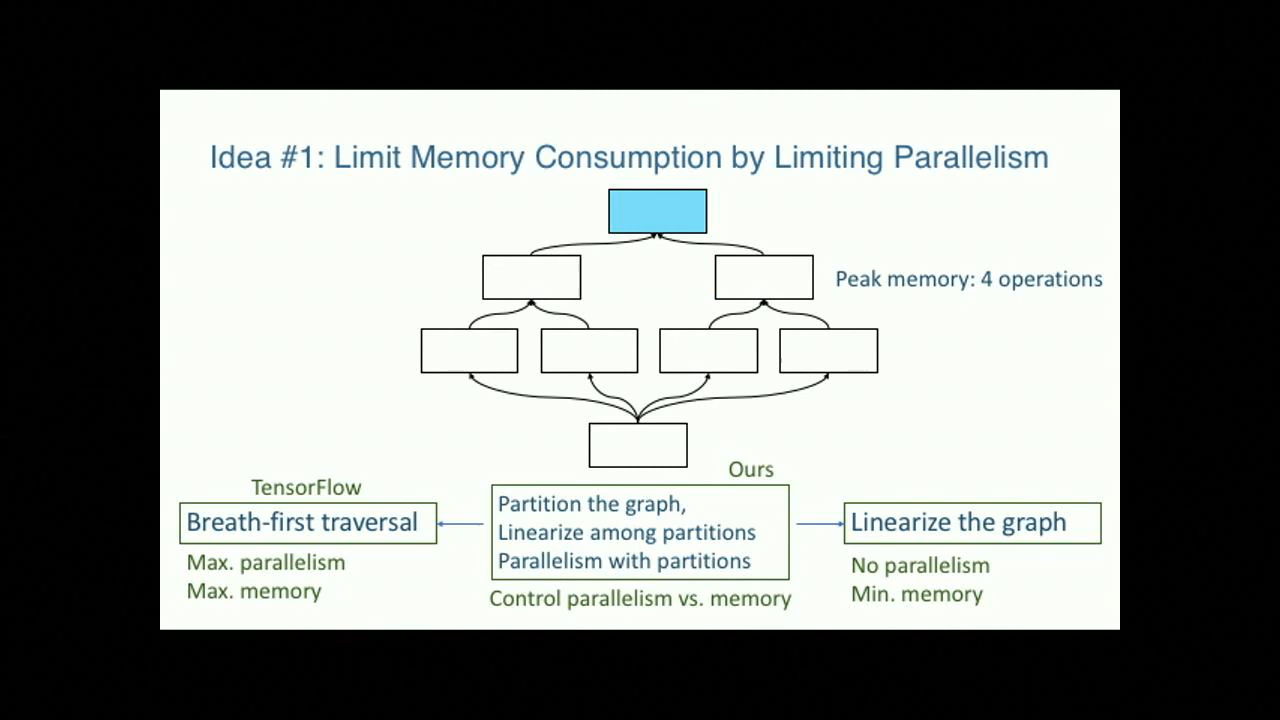 Idea #1: Limit Memory Consumption by Limiting Parallelism
Peak memory: 4 operations
TensorFlow
Breath-first traversal
Max. parallelism
Max. memory
Ours
Partition the graph,
Linearize among partitions
Parallelism with partitions
Control parallelism vs. memory
Linearize the graph
No parallelism
Min. memory